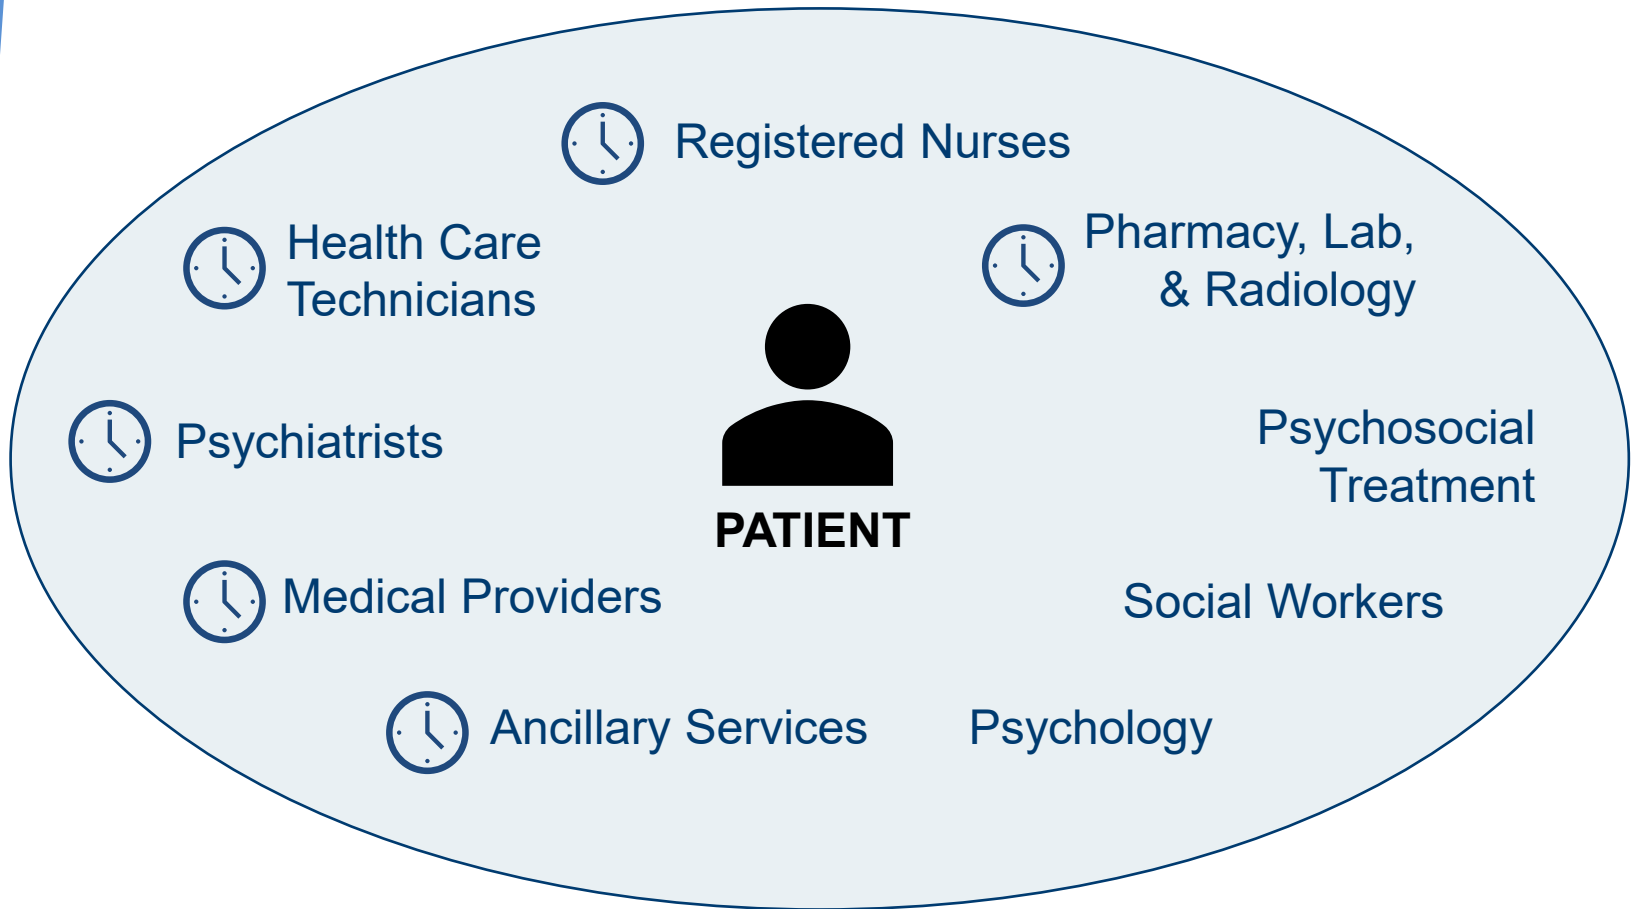 Registered Nurses
Health Care
Technicians
Pharmacy, Lab,
& Radiology
Psychiatrists
PATIENT
Psychosocial
Treatment
Medical Providers
Social Workers
Ancillary Services
Psychology